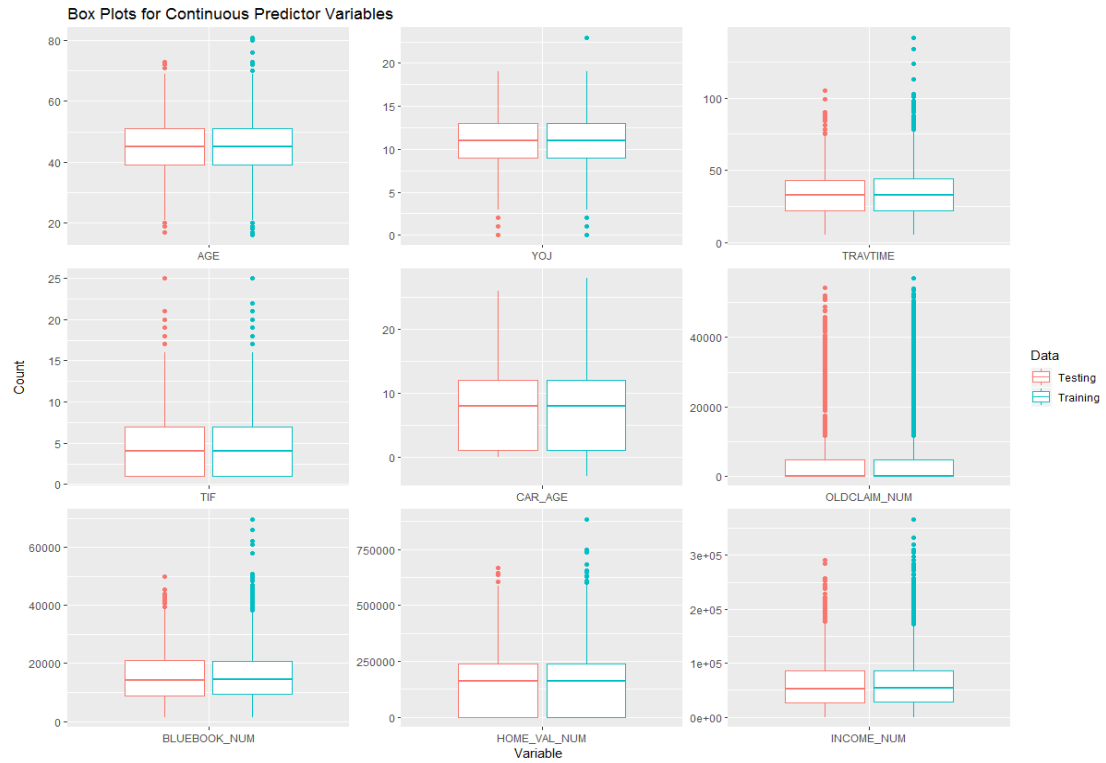 Box Plots for Continuous Predictor Variables
80
60
40
20
AGE
20
15
10
5
0
YOJ
100
50
0
TRAVTIME
25
20
15
10
5
0
TIF
20
10
0
CAR_AGE
40000
20000
0
OLDCLAIM_NUM
60000
40000
20000
0
BLUEBOOK_NUM
750000
500000
250000
0
HOME_VAL_NUM
3e+05
2e+05
1e+05
0e+00
INCOME_NUM
Count
Variable
Data
Testing
Training